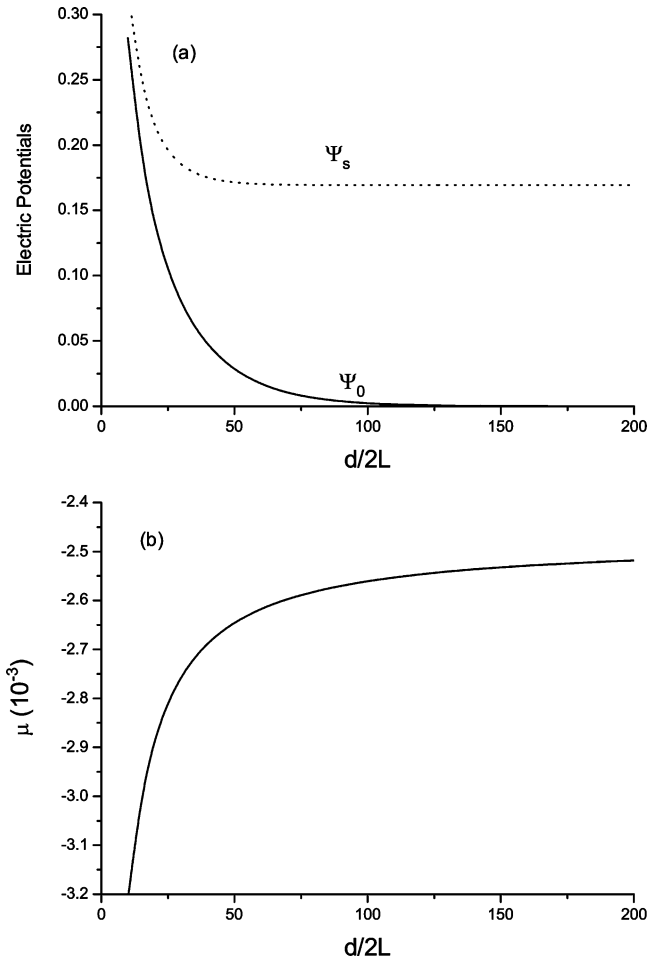 0.30
0.25
0.20
0.15
0.10
0.05
0.00
Electric Potentials
(a)
Ψs
Ψ0
0 50 100 150 200
d/2L
-2.4
-2.5
-2.6
-2.7
-2.8
-2.9
-3.0
-3.1
-3.2
μ (10⁻³)
(b)
0 50 100 150 200
d/2L